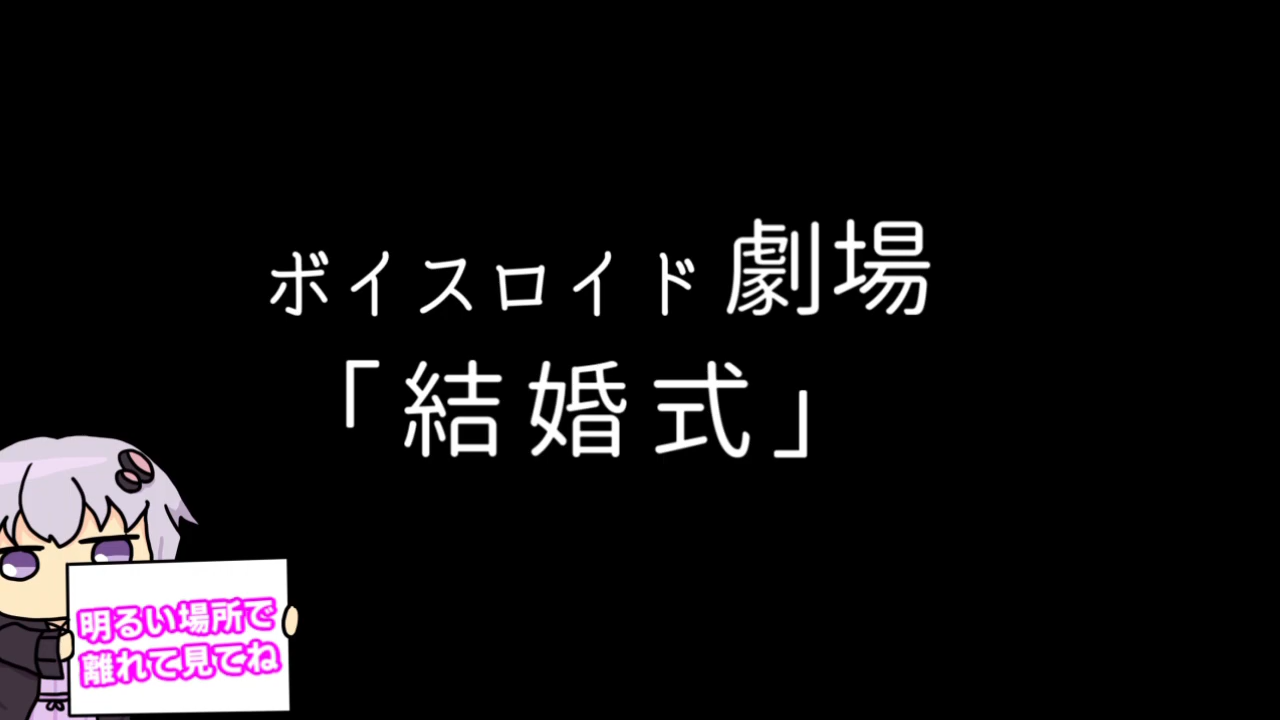 ボイスロイド劇場
「結婚式」
明るい場所で
離れて見てね